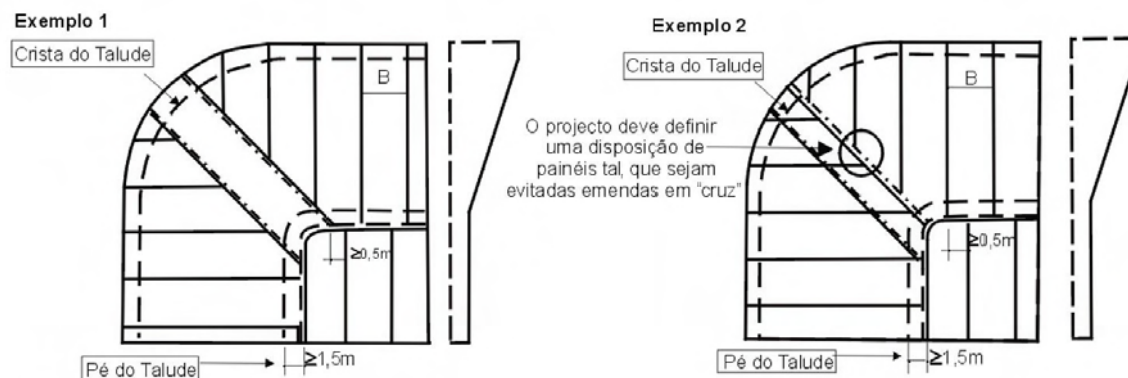 Exemplo 1
Crista do Talude
B
≥0,5m
≥1,5m
Pé do Talude
Exemplo 2
Crista do Talude
B
O projecto deve definir
uma disposição de
painéis tal, que sejam
evitadas emendas em "cruz"
≥0,5m
≥1,5m
Pé do Talude